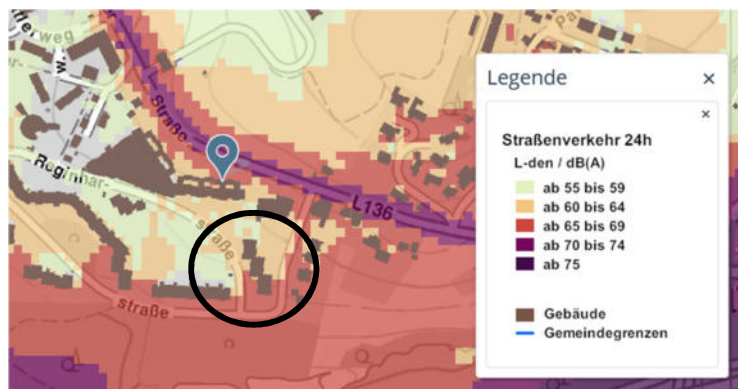 Straße
Reginhar-
straße
straße
L136
Legende
Straßenverkehr 24h
L-den / dB(A)
ab 55 bis 59
ab 60 bis 64
ab 65 bis 69
ab 70 bis 74
ab 75
Gebäude
Gemeindegrenzen